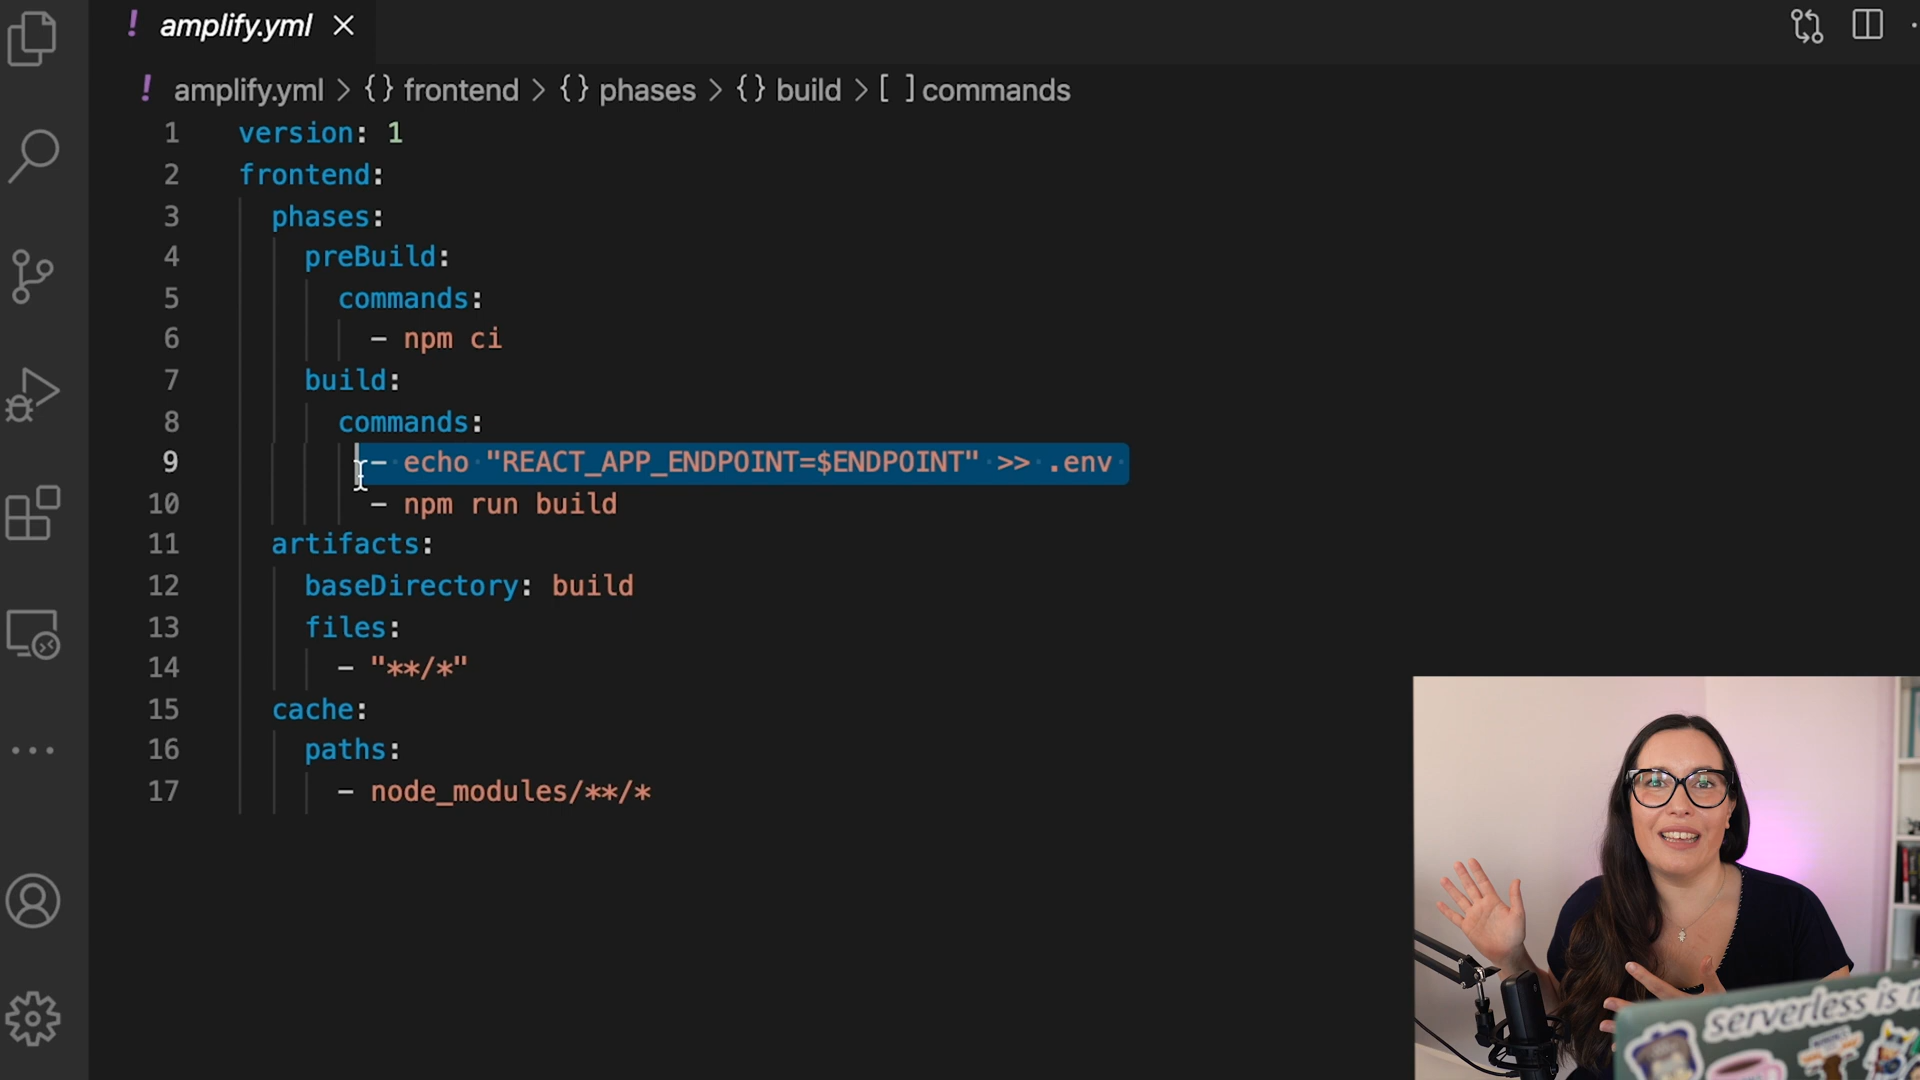 ! amplify.yml
! amplify.yml > {} frontend > {} phases > {} build > [ ] commands
1 version: 1
2 frontend:
3 phases:
4 preBuild:
5 commands:
6 - npm ci
7 build:
8 commands:
9 - echo "REACT_APP_ENDPOINT=$ENDPOINT" >> .env
10 - npm run build
11 artifacts:
12 baseDirectory: build
13 files:
14 - "**/*"
15 cache:
16 paths:
17 - node_modules/**/*
serverless is